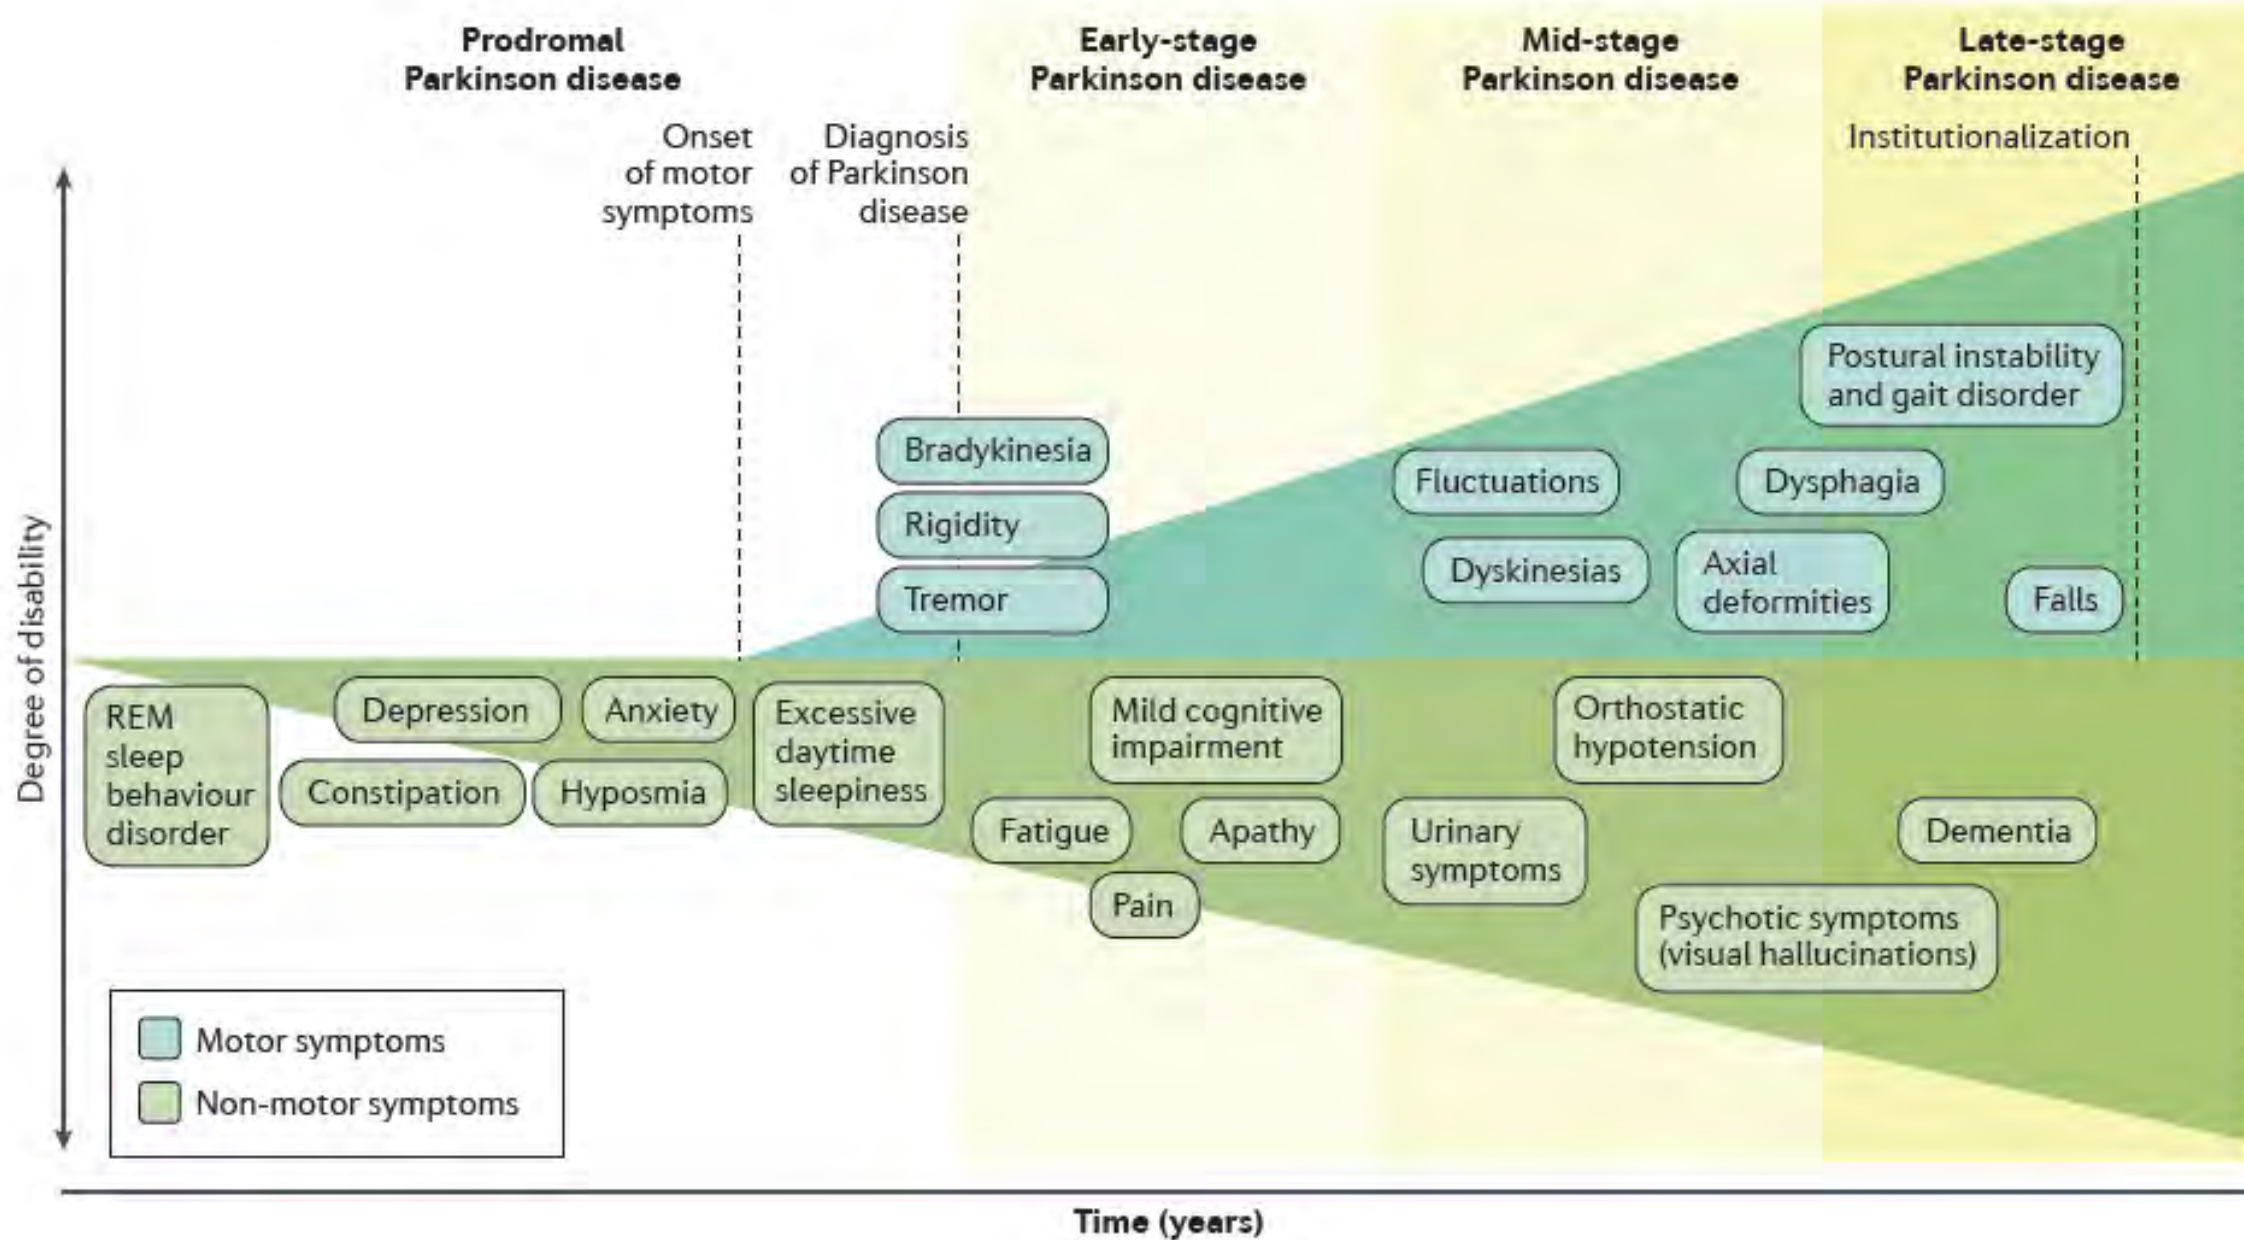 Prodromal
Parkinson disease
Early-stage
Parkinson disease
Mid-stage
Parkinson disease
Late-stage
Parkinson disease
Onset
of motor
symptoms
Diagnosis
of Parkinson
disease
Institutionalization
Degree of disability
Bradykinesia
Rigidity
Tremor
Fluctuations
Dyskinesias
Postural instability
and gait disorder
Dysphagia
Axial
deformities
Falls
REM
sleep
behaviour
disorder
Depression
Anxiety
Constipation
Hyposmia
Excessive
daytime
sleepiness
Mild cognitive
impairment
Fatigue
Apathy
Pain
Orthostatic
hypotension
Urinary
symptoms
Dementia
Psychotic symptoms
(visual hallucinations)
Motor symptoms
Non-motor symptoms
Time (years)